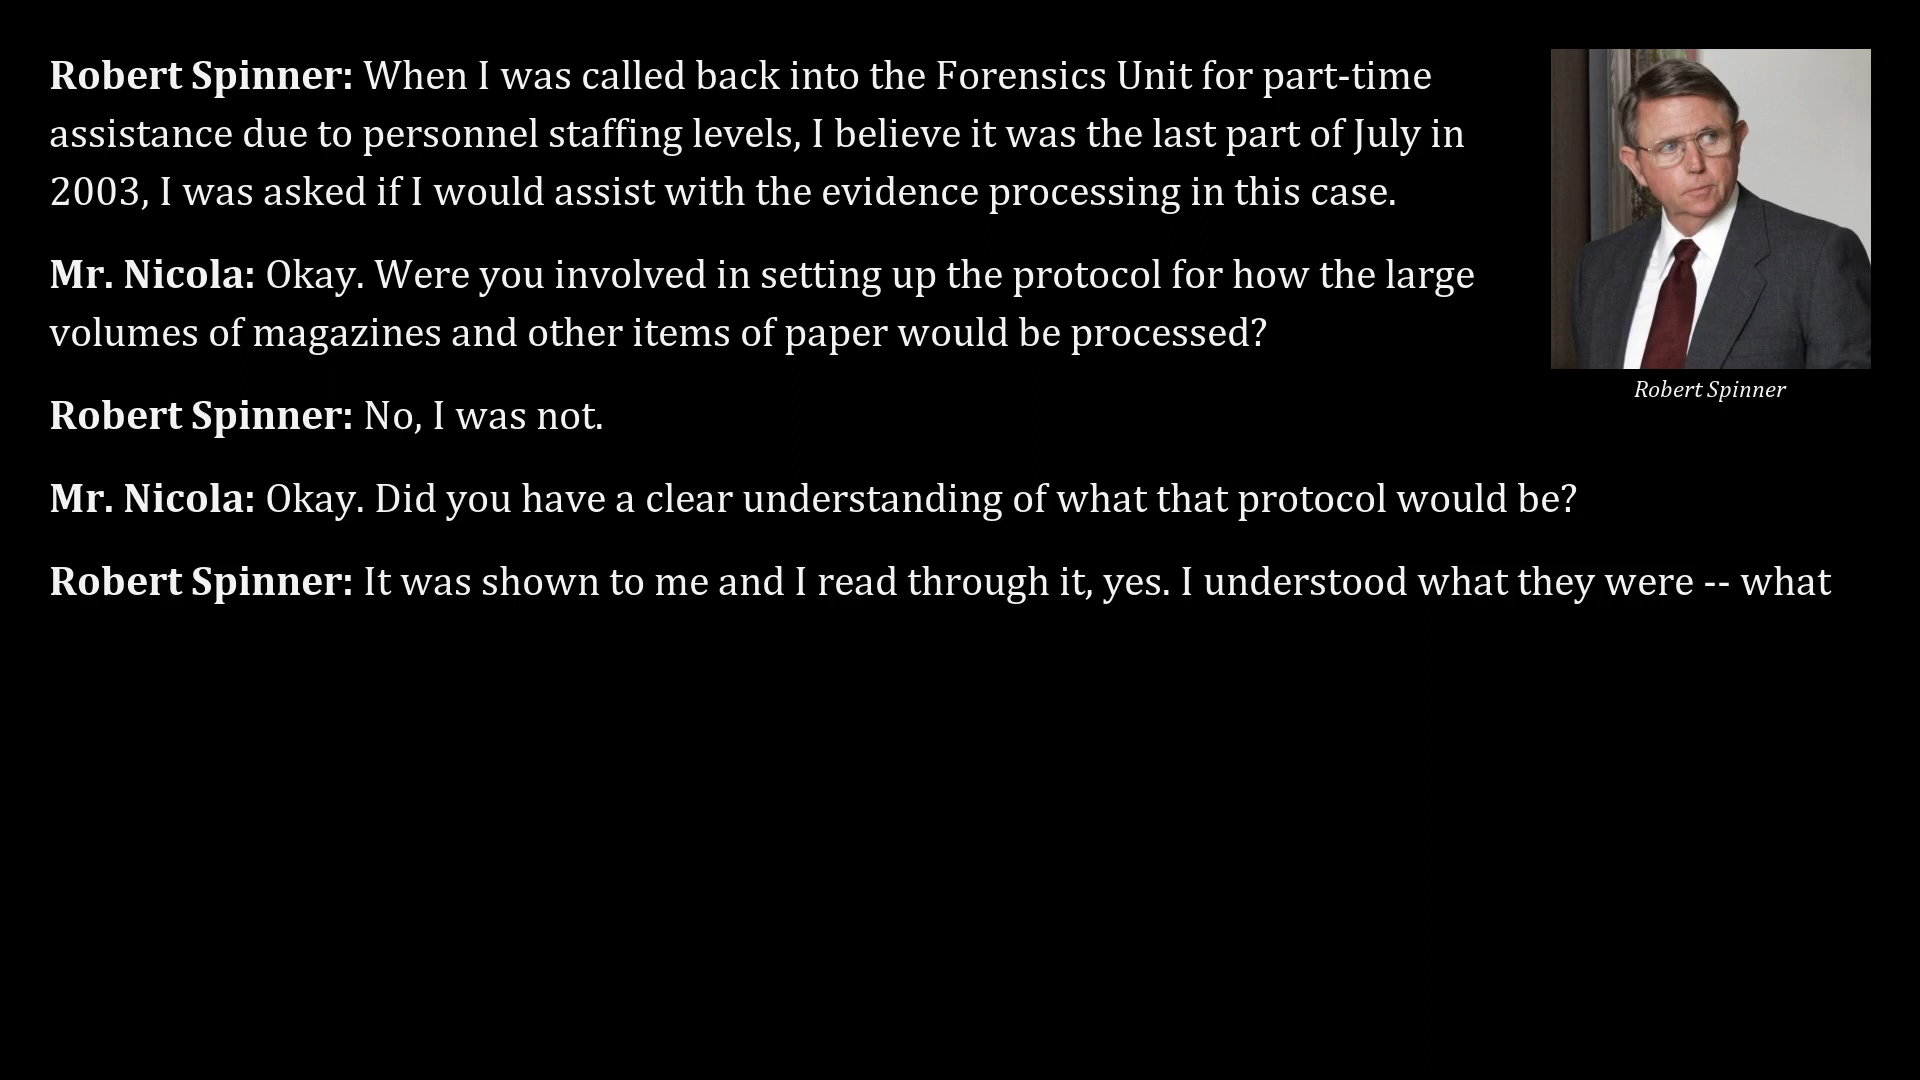 Robert Spinner: When I was called back into the Forensics Unit for part-time
assistance due to personnel staffing levels, I believe it was the last part of July in
2003, I was asked if I would assist with the evidence processing in this case.
Mr. Nicola: Okay. Were you involved in setting up the protocol for how the large
volumes of magazines and other items of paper would be processed?
Robert Spinner
Robert Spinner: No, I was not.
Mr. Nicola: Okay. Did you have a clear understanding of what that protocol would be?
Robert Spinner: It was shown to me and I read through it, yes. I understood what they were -- what